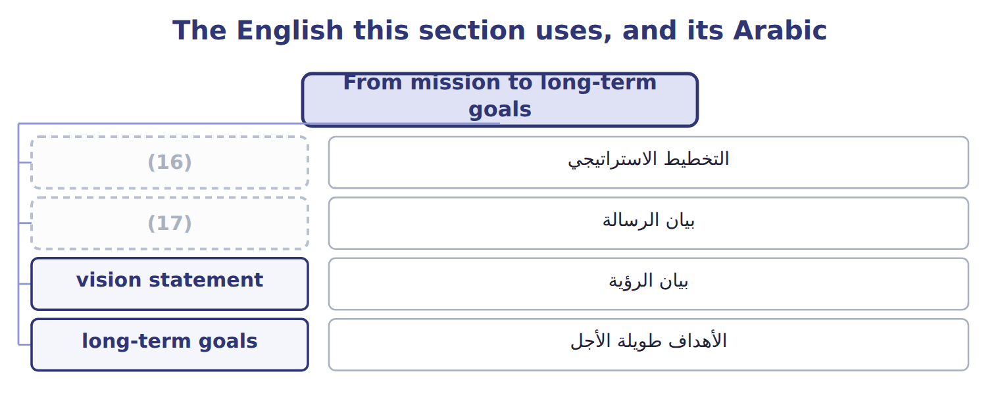 The English this section uses, and its Arabic
From mission to long-term
goals
(16)
التخطيط الاستراتيجي
(17)
بيان الرسالة
vision statement
بيان الرؤية
long-term goals
الأهداف طويلة الأجل